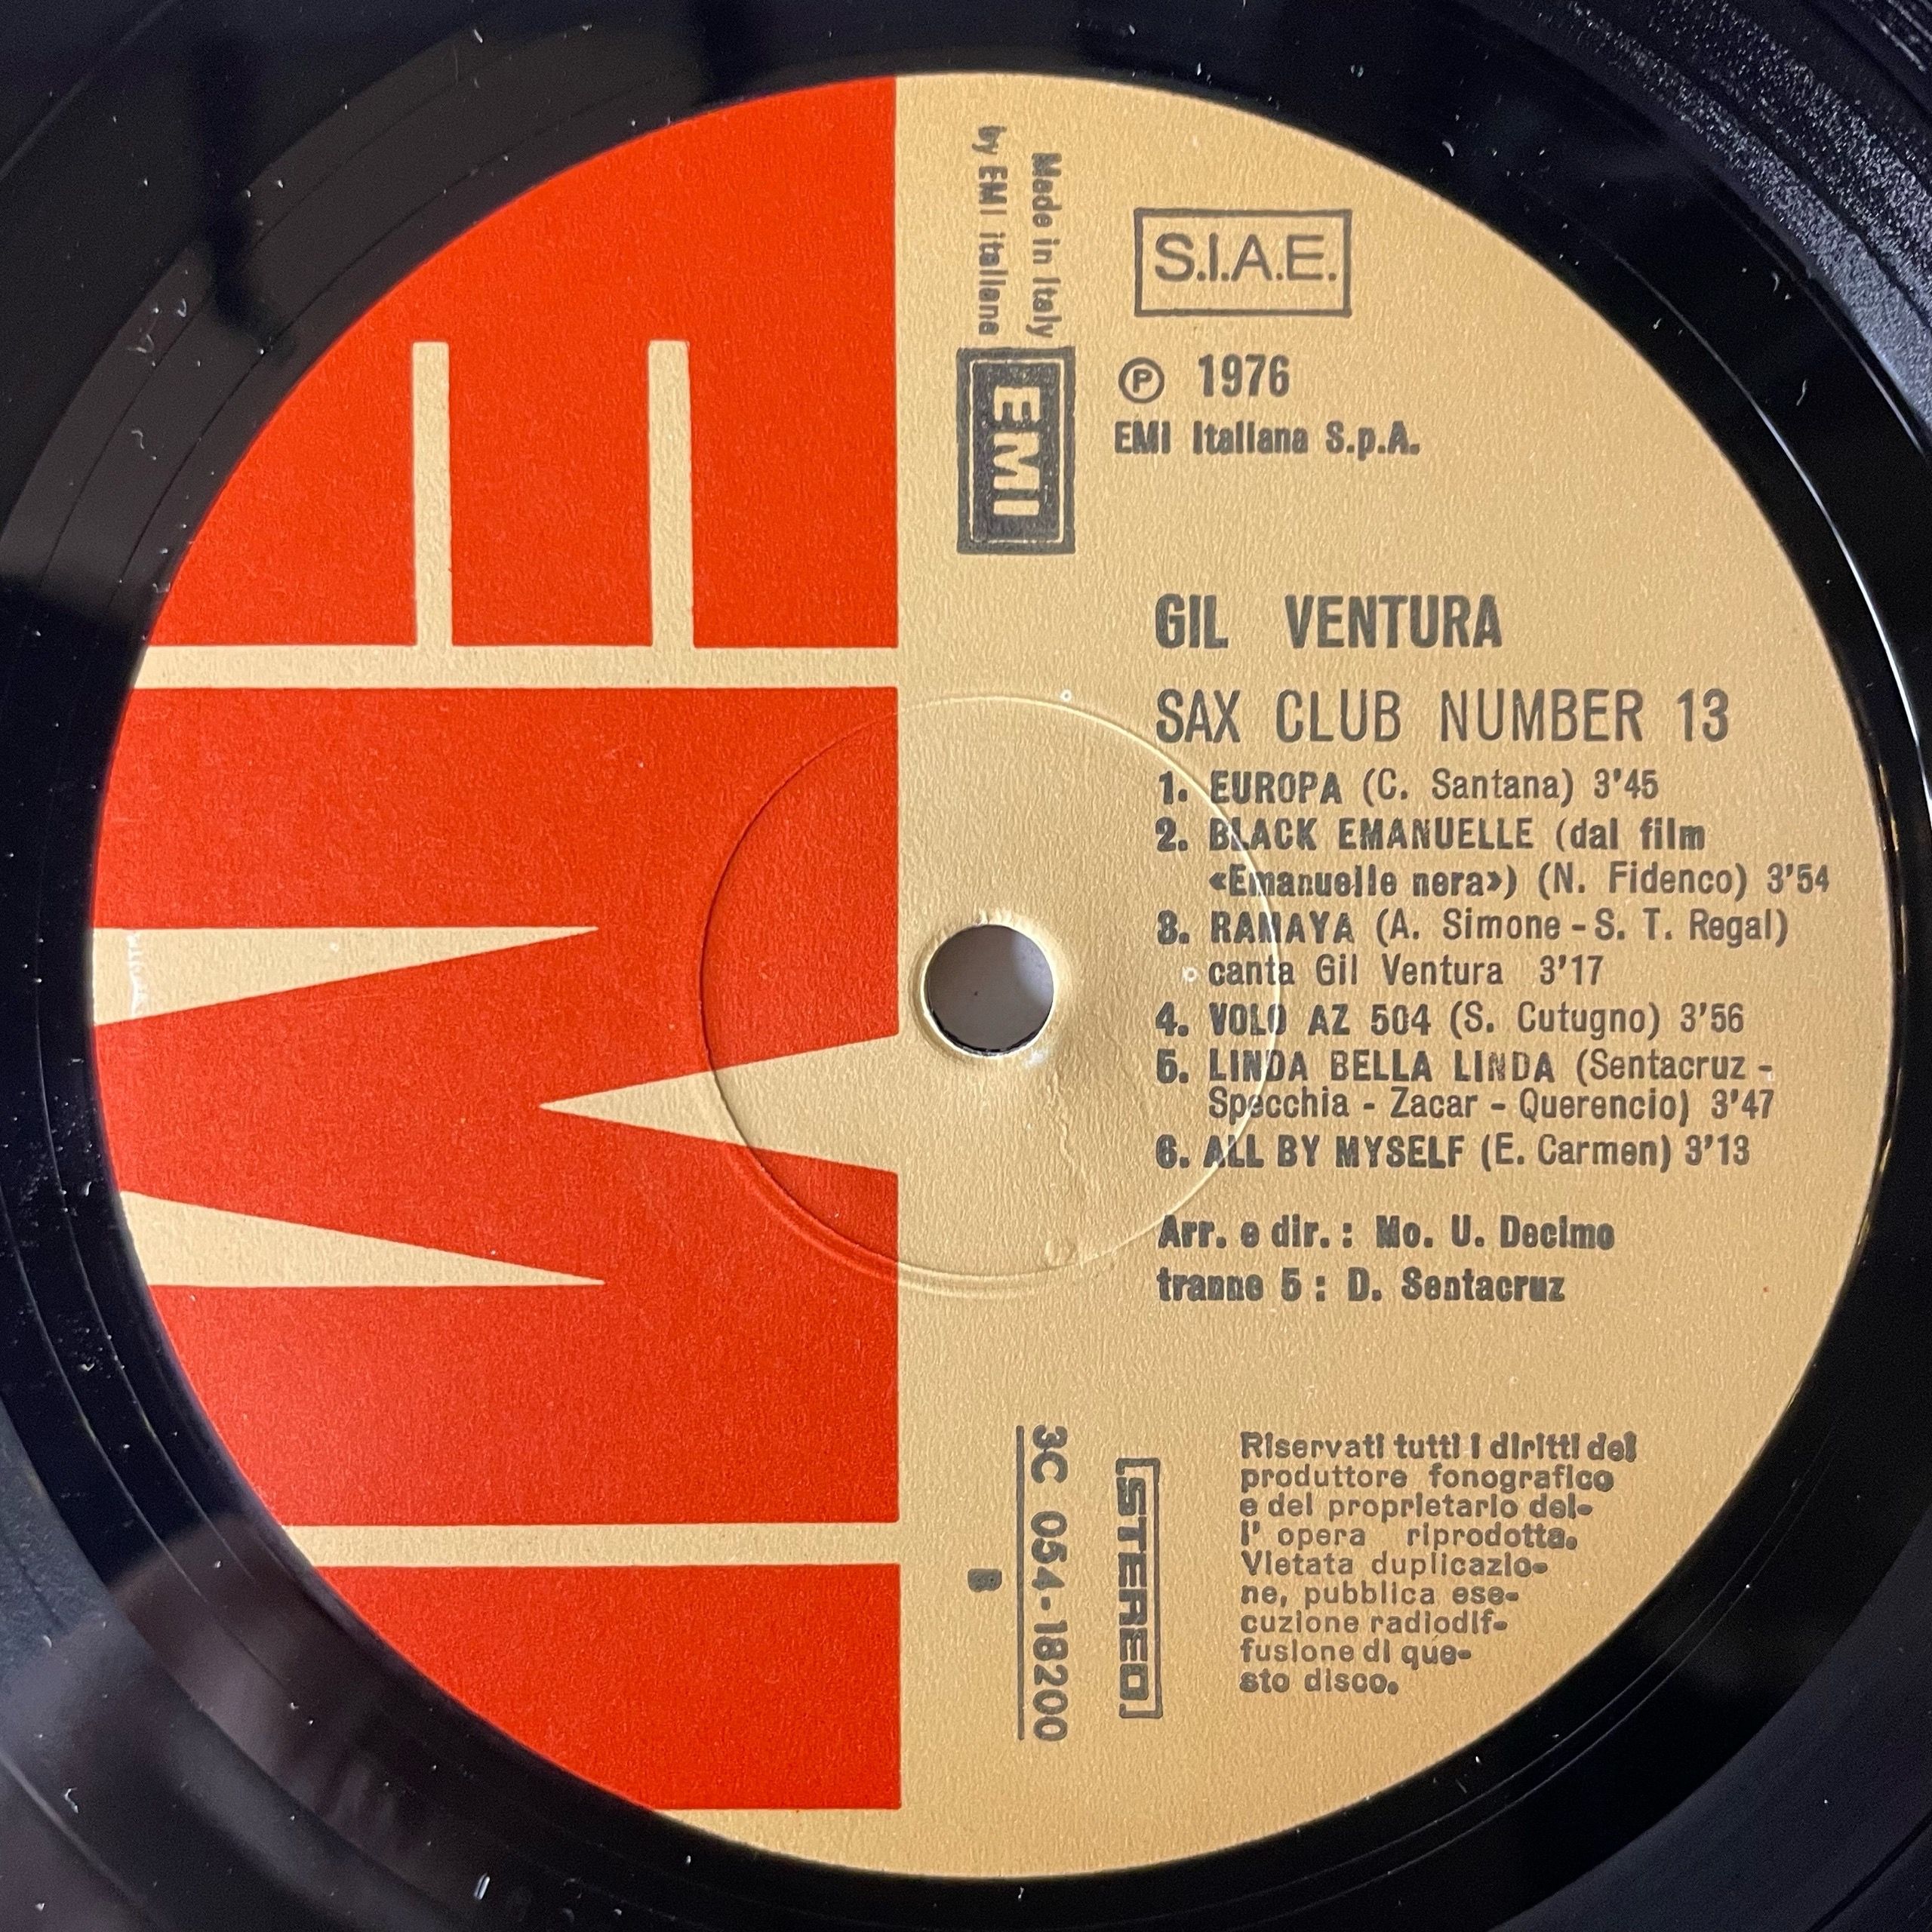 Made in Italy
by EMI italiana
EMI
S.I.A.E.
Ⓟ 1976
EMI Italiana S.p.A.
GIL VENTURA
SAX CLUB NUMBER 13
1. EUROPA (C. Santana) 3'45
2. BLACK EMANUELLE (dal film
«Emanuelle nera») (N. Fidenco) 3'54
3. RAMAYA (A. Simone - S. T. Regal)
canta Gil Ventura 3'17
4. VOLO AZ 504 (S. Cutugno) 3'56
5. LINDA BELLA LINDA (Sentacruz -
Specchia - Zacar - Querencio) 3'47
6. ALL BY MYSELF (E. Carmen) 3'13
Arr. e dir. : Mo. U. Decimo
tranne 5 : D. Sentacruz
3C 054-18200
B
STEREO
Riservati tutti i diritti del
produttore fonografico
e del proprietario del-
l' opera riprodotta.
Vietata duplicazio-
ne, pubblica ese-
cuzione radiodif-
fusione di que-
sto disco.
EMI